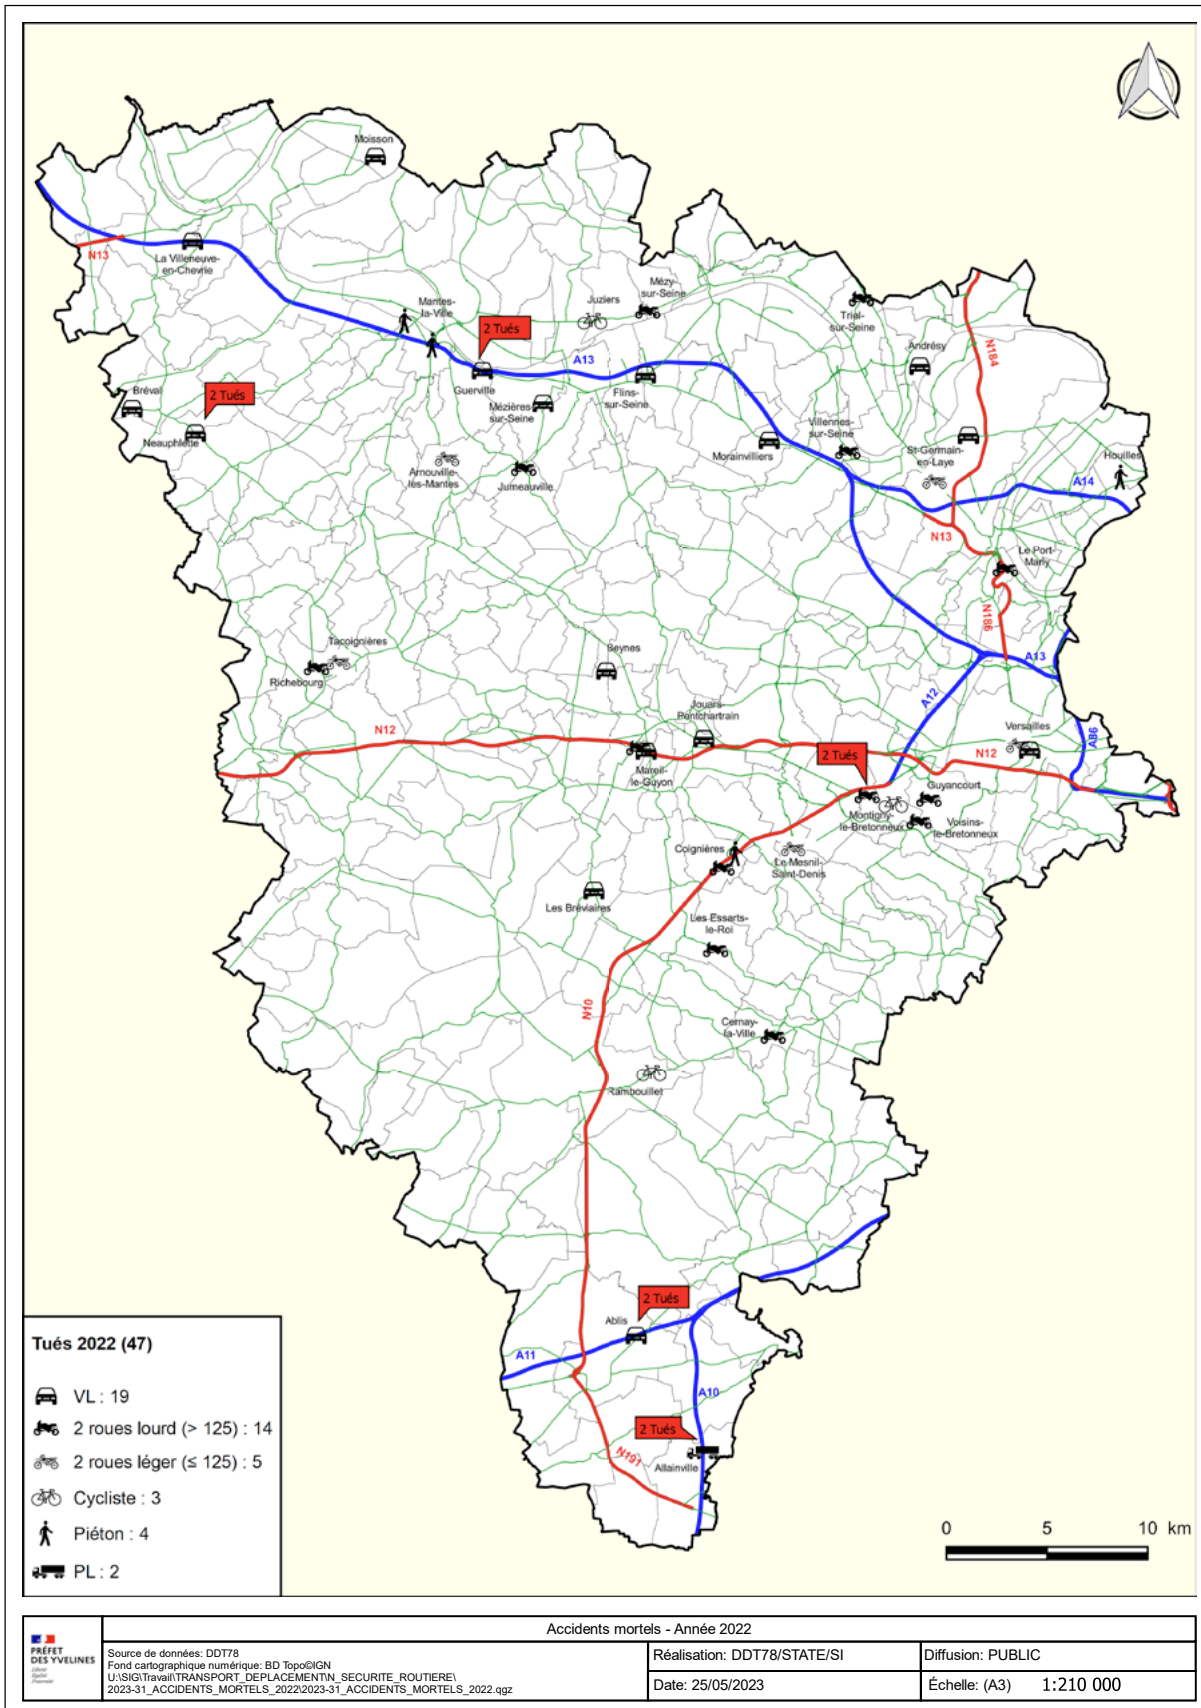 Moisson
N13
La Villeneuve-
en-Chevrie
Mantes-
la-Ville
Juziers
Mézy-
sur-Seine
Triel-
sur-Seine
2 Tués
A13
N184
Andrésy
Guerville
Mézières-
sur-Seine
Flins-
sur-Seine
Bréval
2 Tués
Neauphlette
Villennes-
sur-Seine
Morainvilliers
St-Germain-
en-Laye
Houilles
Arnouville-
les-Mantes
Jumeauville
A14
N13
Le Port-
Marly
N186
Tacoignières
Richebourg
Beynes
A13
A12
Jouars-
Pontchartrain
N12
Versailles
A86
2 Tués
N12
Mareil-
le-Guyon
Guyancourt
Montigny-
le-Bretonneux
Voisins-
le-Bretonneux
Coignières
Le Mesnil-
Saint-Denis
Les Bréviaires
Les Essarts-
le-Roi
N10
Cernay-
la-Ville
Rambouillet
2 Tués
Ablis
A11
A10
2 Tués
N191
Allainville
Tués 2022 (47)
VL : 19
2 roues lourd (> 125) : 14
2 roues léger (≤ 125) : 5
Cycliste : 3
Piéton : 4
PL : 2
0 5 10 km
Accidents mortels - Année 2022
PRÉFET
DES YVELINES
Liberté
Égalité
Fraternité
Source de données: DDT78
Fond cartographique numérique: BD Topo®IGN
U:\SIG\Travail\TRANSPORT_DEPLACEMENT\N_SECURITE_ROUTIERE\
2023-31_ACCIDENTS_MORTELS_2022\2023-31_ACCIDENTS_MORTELS_2022.qgz
Réalisation: DDT78/STATE/SI
Diffusion: PUBLIC
Date: 25/05/2023
Échelle: (A3) 1:210 000